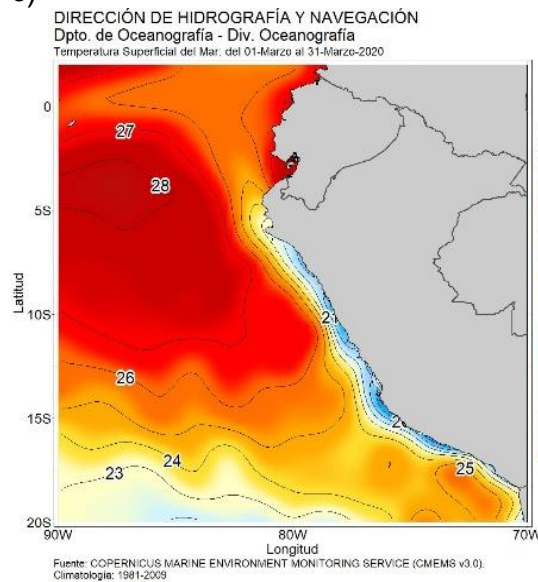 DIRECCIÓN DE HIDROGRAFÍA Y NAVEGACIÓN
Dpto. de Oceanografía - Div. Oceanografía
Temperatura Superficial del Mar: del 01-Marzo al 31-Marzo-2020
0
27
28
5S
Latitud
10S
21
26
15S
24
25
23
20S
90W
80W
70W
Longitud
Fuente: COPERNICUS MARINE ENVIRONMENT MONITORING SERVICE (CMEMS v3.0).
Climatología: 1981-2009